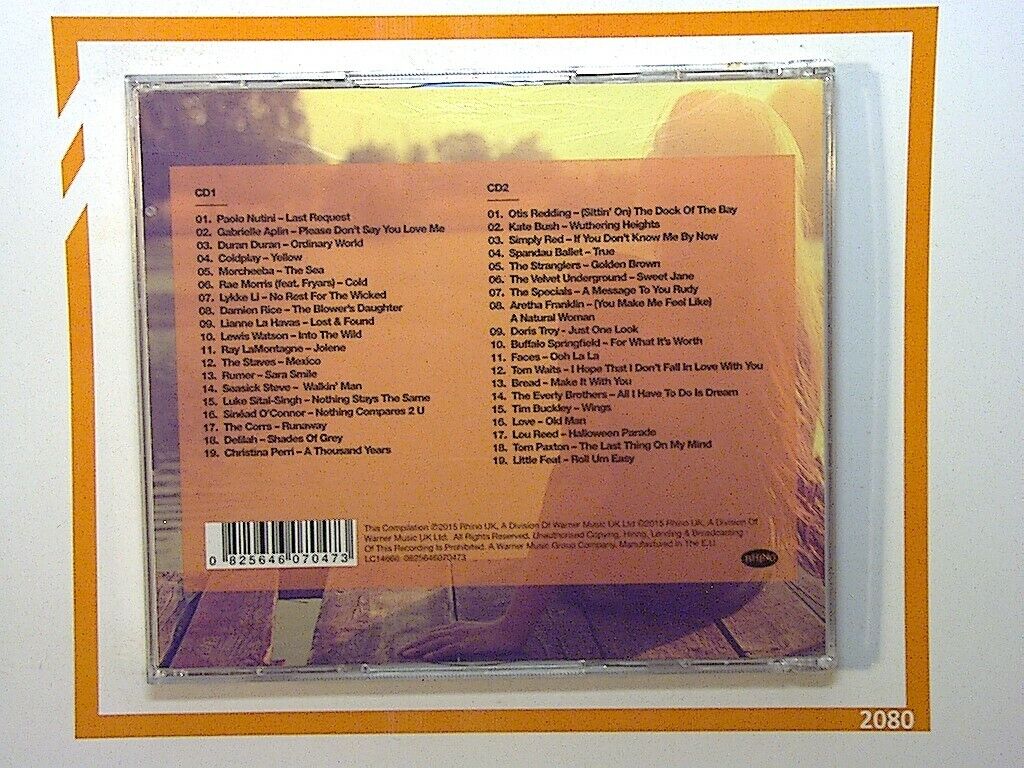 CD1
01. Paolo Nutini – Last Request
02. Gabrielle Aplin – Please Don't Say You Love Me
03. Duran Duran – Ordinary World
04. Coldplay – Yellow
05. Morcheeba – The Sea
06. Rae Morris (feat. Fryars) – Cold
07. Lykke Li – No Rest For The Wicked
08. Damien Rice – The Blower's Daughter
09. Lianne La Havas – Lost & Found
10. Lewis Watson – Into The Wild
11. Ray LaMontagne – Jolene
12. The Staves – Mexico
13. Rumer – Sara Smile
14. Seasick Steve – Walkin' Man
15. Luke Sital-Singh – Nothing Stays The Same
16. Sinéad O'Connor – Nothing Compares 2 U
17. The Corrs – Runaway
18. Delilah – Shades Of Grey
19. Christina Perri – A Thousand Years
CD2
01. Otis Redding – (Sittin' On) The Dock Of The Bay
02. Kate Bush – Wuthering Heights
03. Simply Red – If You Don't Know Me By Now
04. Spandau Ballet – True
05. The Stranglers – Golden Brown
06. The Velvet Underground – Sweet Jane
07. The Specials – A Message To You Rudy
08. Aretha Franklin – (You Make Me Feel Like)
A Natural Woman
09. Doris Troy – Just One Look
10. Buffalo Springfield – For What It's Worth
11. Faces – Ooh La La
12. Tom Waits – I Hope That I Don't Fall In Love With You
13. Bread – Make It With You
14. The Everly Brothers – All I Have To Do Is Dream
15. Tim Buckley – Wings
16. Love – Old Man
17. Lou Reed – Halloween Parade
18. Tom Paxton – The Last Thing On My Mind
19. Little Feat – Roll Um Easy
This Compilation ℗2015 Rhino UK, A Division Of Warner Music UK Ltd ©2015 Rhino UK, A Division Of
Warner Music UK Ltd. All Rights Reserved. Unauthorised Copying, Hiring, Lending & Broadcasting
Of This Recording Is Prohibited. A Warner Music Group Company. Manufactured In The E.U.
LC14666. 0825646070473
0 825646 070473
RHINO
2080